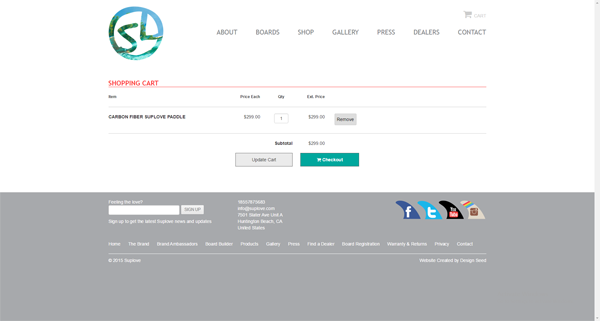 SL
CART
ABOUT BOARDS SHOP GALLERY PRESS DEALERS CONTACT
SHOPPING CART
Item Price Each Qty Ext. Price
CARBON FIBER SUPLOVE PADDLE $299.00 1 $299.00 Remove
Subtotal $299.00
Update Cart Checkout
Feeling the love?
SIGN UP
Sign up to get the latest Suplove news and updates.
info@suplove.com
7001 Slater Ave Unit A
Huntington Beach, CA
United States
You Tube
Home The Brand Brand Ambassadors Board Builder Products Gallery Press Find a Dealer Board Registration Warranty & Returns Privacy Contact
© 2015 Suplove Website Created by Design Seed